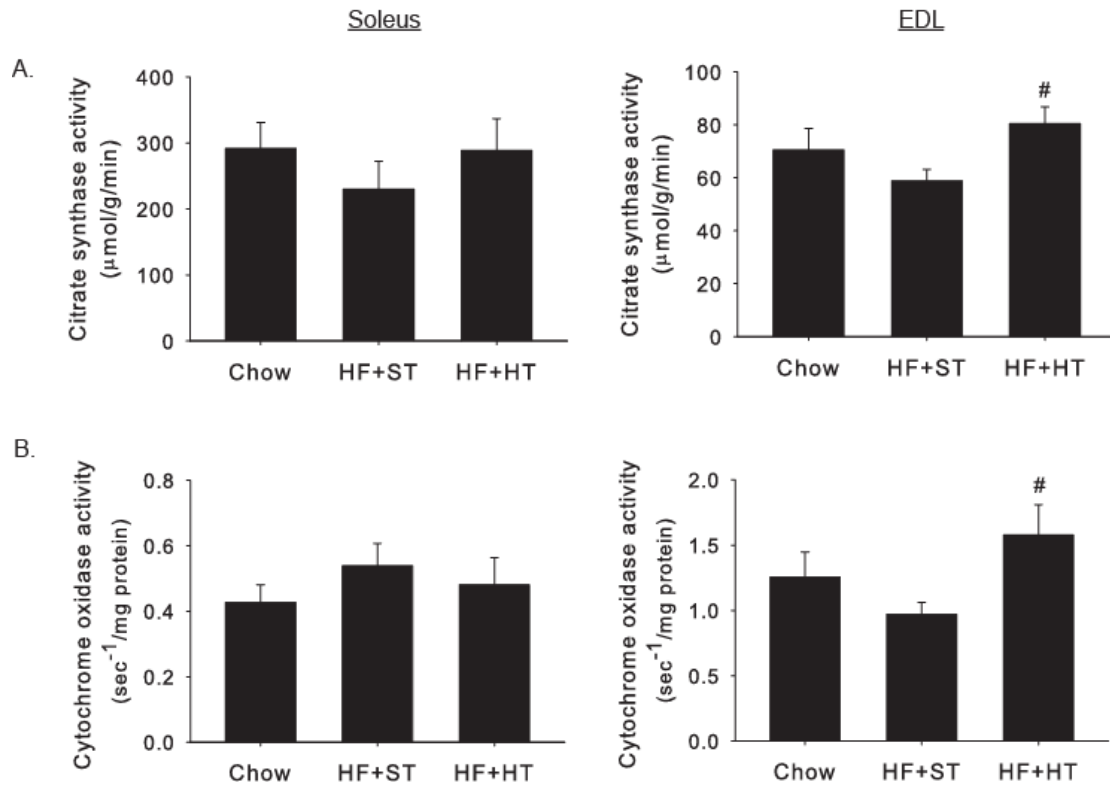 Soleus
EDL
A.
Citrate synthase activity
(μmol/g/min)
400
300
200
100
0
Chow HF+ST HF+HT
Citrate synthase activity
(μmol/g/min)
100
80
60
40
20
0
#
Chow HF+ST HF+HT
B.
Cytochrome oxidase activity
(sec⁻¹/mg protein)
0.8
0.6
0.4
0.2
0.0
Chow HF+ST HF+HT
Cytochrome oxidase activity
(sec⁻¹/mg protein)
2.0
1.5
1.0
0.5
0.0
#
Chow HF+ST HF+HT